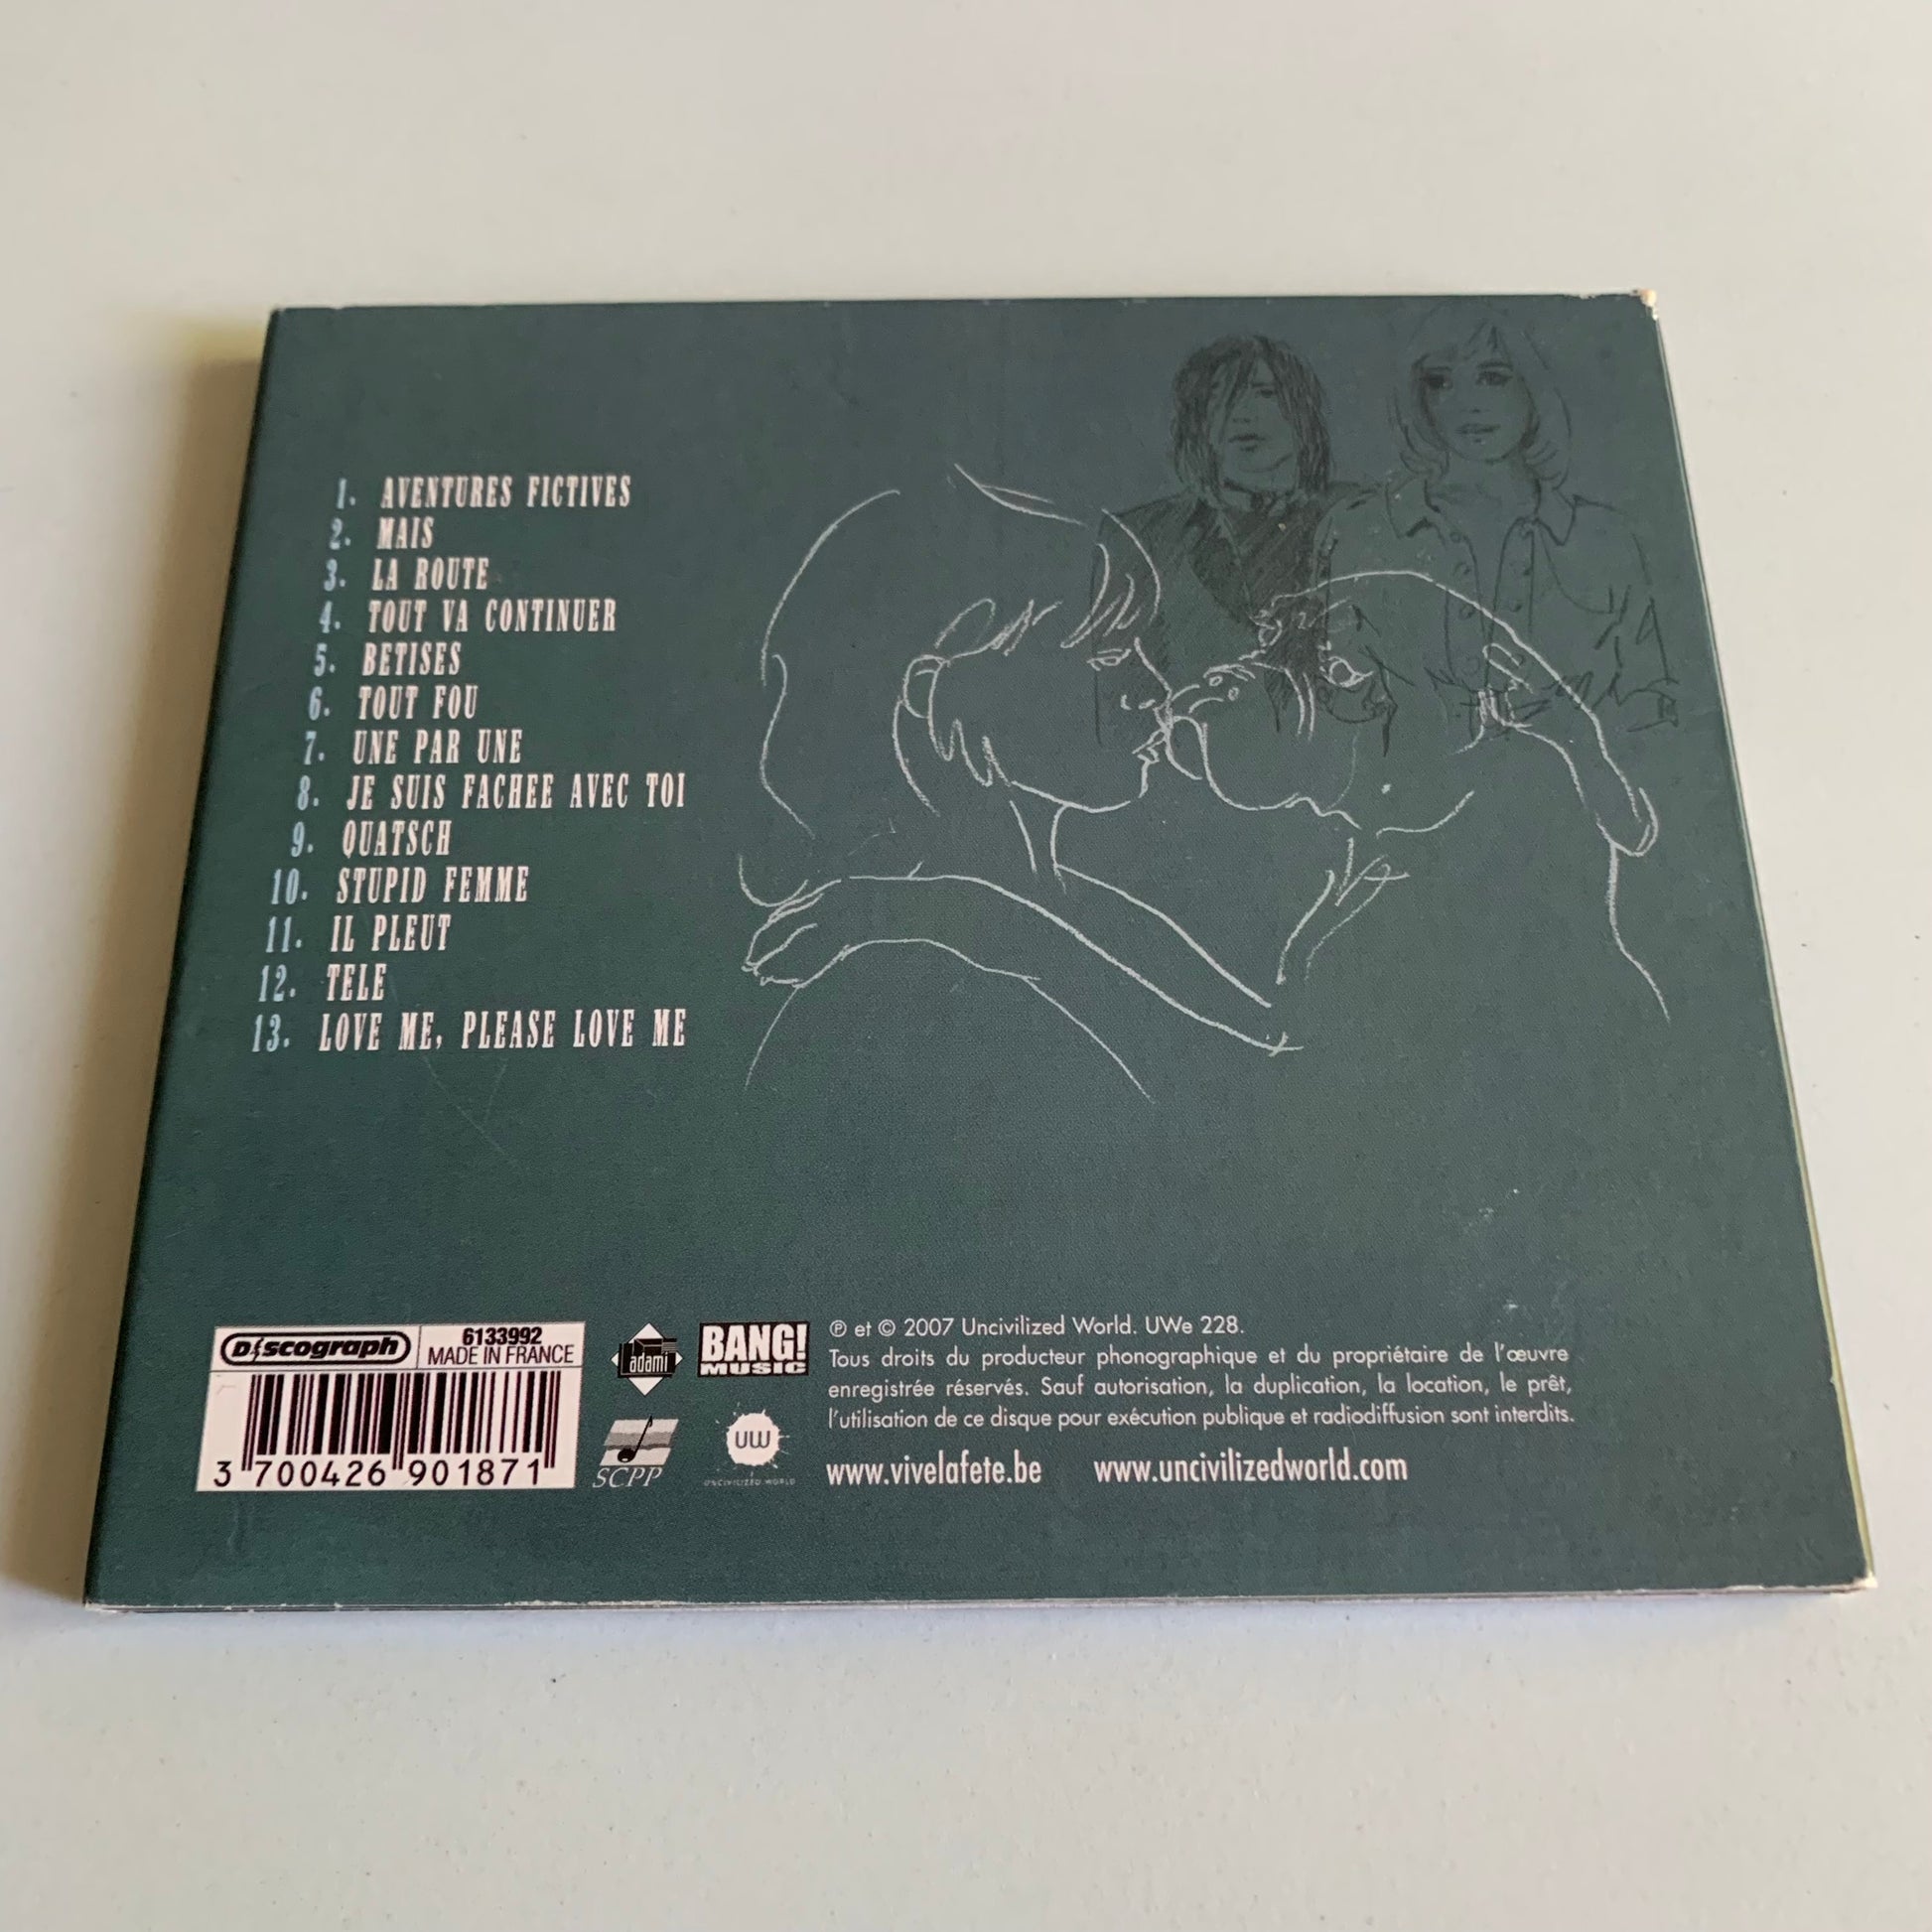 1. AVENTURES FICTIVES
2. MAIS
3. LA ROUTE
4. TOUT VA CONTINUER
5. BETISES
6. TOUT FOU
7. UNE PAR UNE
8. JE SUIS FACHEE AVEC TOI
9. QUATSCH
10. STUPID FEMME
11. IL PLEUT
12. TELE
13. LOVE ME, PLEASE LOVE ME
Discograph
6133992
MADE IN FRANCE
3 700426 901871
adami
BANG!
MUSIC
SCPP
UW
UNCIVILIZED WORLD
℗ et © 2007 Uncivilized World. UWe 228.
Tous droits du producteur phonographique et du propriétaire de l'œuvre
enregistrée réservés. Sauf autorisation, la duplication, la location, le prêt,
l'utilisation de ce disque pour exécution publique et radiodiffusion sont interdits.
www.vivelafete.be www.uncivilizedworld.com